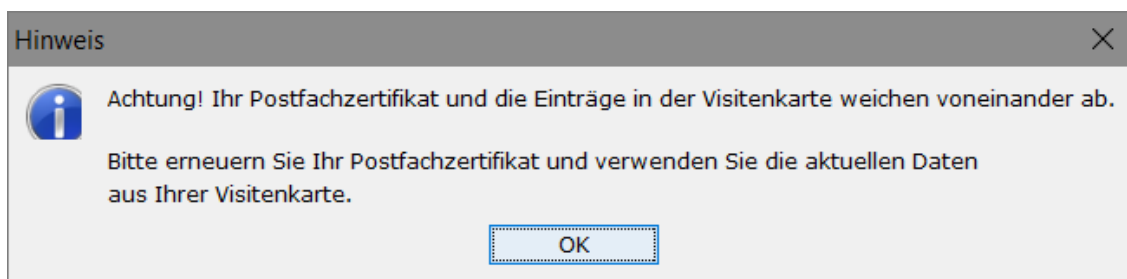 Hinweis
Achtung! Ihr Postfachzertifikat und die Einträge in der Visitenkarte weichen voneinander ab.
Bitte erneuern Sie Ihr Postfachzertifikat und verwenden Sie die aktuellen Daten
aus Ihrer Visitenkarte.
OK